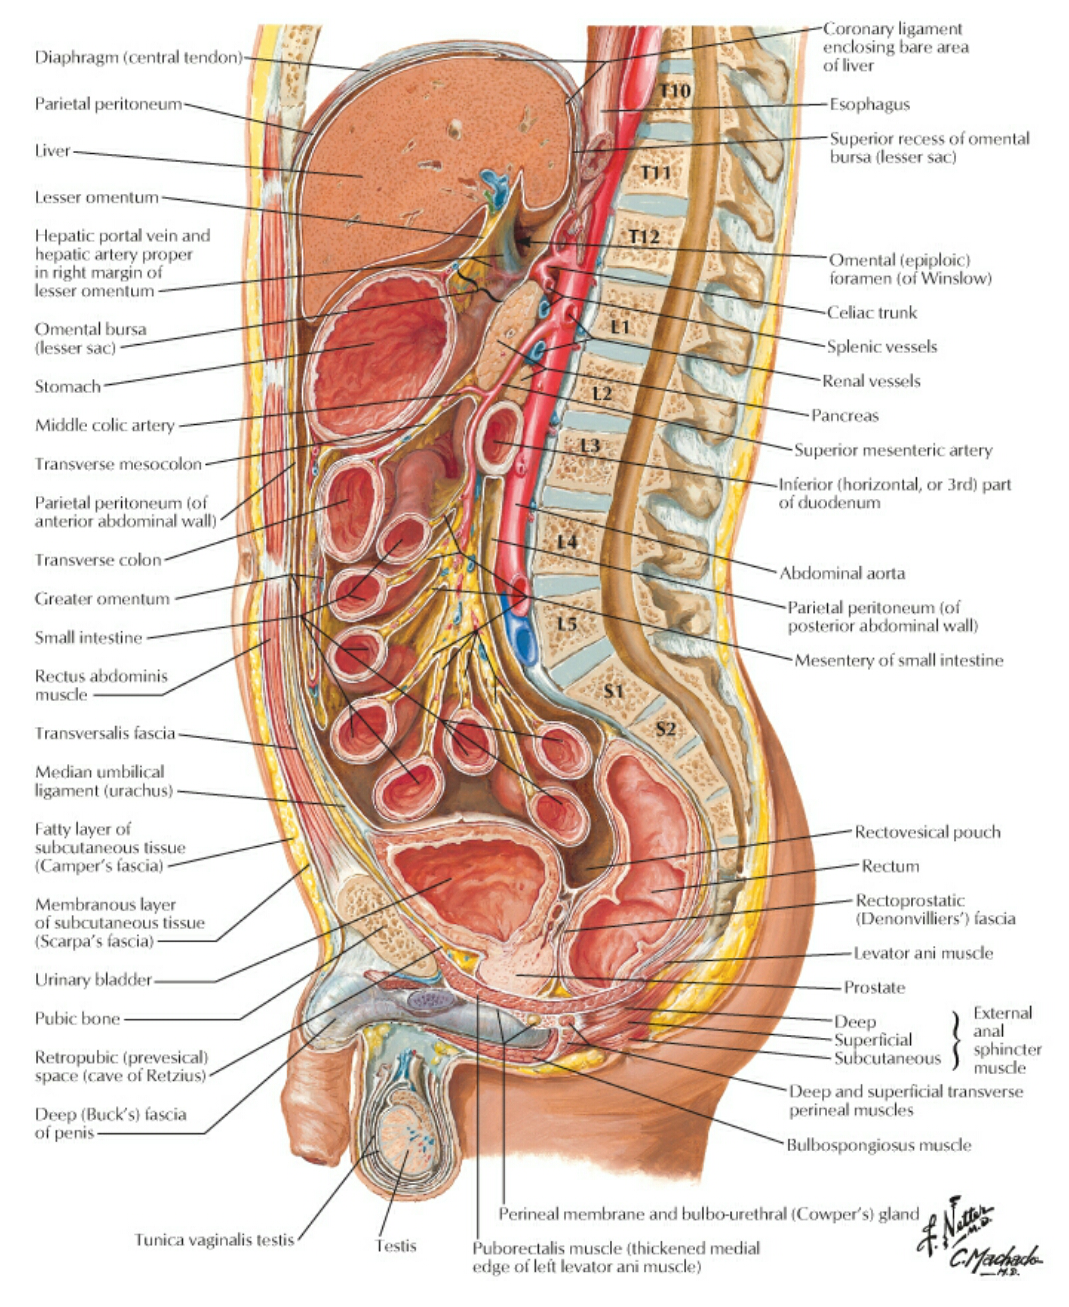 Diaphragm (central tendon)
Parietal peritoneum
Liver
Lesser omentum
Hepatic portal vein and
hepatic artery proper
in right margin of
lesser omentum
Omental bursa
(lesser sac)
Stomach
Middle colic artery
Transverse mesocolon
Parietal peritoneum (of
anterior abdominal wall)
Transverse colon
Greater omentum
Small intestine
Rectus abdominis
muscle
Transversalis fascia
Median umbilical
ligament (urachus)
Fatty layer of
subcutaneous tissue
(Camper's fascia)
Membranous layer
of subcutaneous tissue
(Scarpa's fascia)
Urinary bladder
Pubic bone
Retropubic (prevesical)
space (cave of Retzius)
Deep (Buck's) fascia
of penis
Tunica vaginalis testis
Testis
T10
T11
T12
L1
L2
L3
L4
L5
S1
S2
Coronary ligament
enclosing bare area
of liver
Esophagus
Superior recess of omental
bursa (lesser sac)
Omental (epiploic)
foramen (of Winslow)
Celiac trunk
Splenic vessels
Renal vessels
Pancreas
Superior mesenteric artery
Inferior (horizontal, or 3rd) part
of duodenum
Abdominal aorta
Parietal peritoneum (of
posterior abdominal wall)
Mesentery of small intestine
Rectovesical pouch
Rectum
Rectoprostatic
(Denonvilliers') fascia
Levator ani muscle
Prostate
Deep
Superficial
Subcutaneous
External
anal
sphincter
muscle
Deep and superficial transverse
perineal muscles
Bulbospongiosus muscle
Perineal membrane and bulbo-urethral (Cowper's) gland
Puborectalis muscle (thickened medial
edge of left levator ani muscle)
F. Netter
M.D.
C. Machado
M.D.